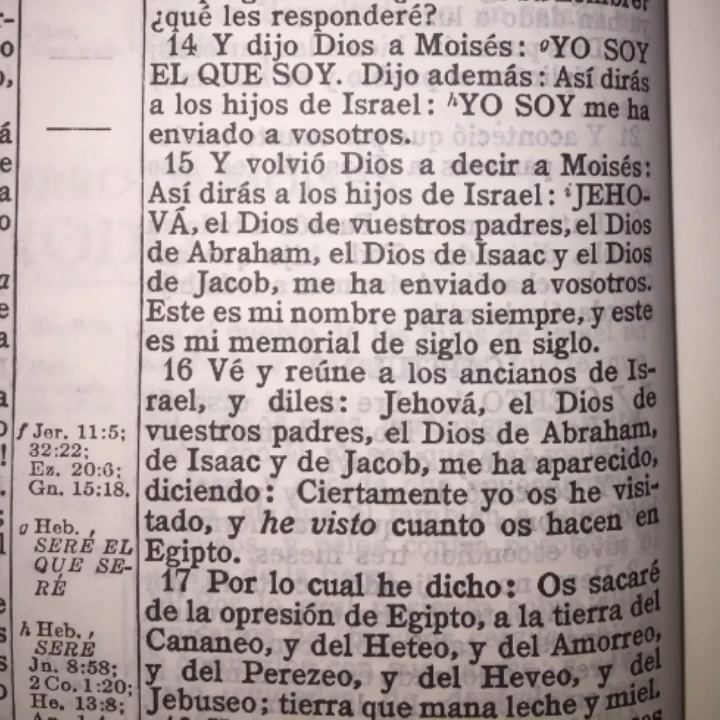 ¿qué les responderé?
14 Y dijo Dios a Moisés: gYO SOY
EL QUE SOY. Dijo además: Así dirás
a los hijos de Israel: hYO SOY me ha
enviado a vosotros.
15 Y volvió Dios a decir a Moisés:
Así dirás a los hijos de Israel: iJEHO-
VÁ, el Dios de vuestros padres, el Dios
de Abraham, el Dios de Isaac y el Dios
de Jacob, me ha enviado a vosotros.
Este es mi nombre para siempre, y este
es mi memorial de siglo en siglo.
16 Vé y reúne a los ancianos de Is-
rael, y diles: Jehová, el Dios de
vuestros padres, el Dios de Abraham,
de Isaac y de Jacob, me ha aparecido,
diciendo: Ciertamente yo os he visi-
tado, y he visto cuanto os hacen en
Egipto.
17 Por lo cual he dicho: Os sacaré
de la opresión de Egipto, a la tierra del
Cananeo, y del Heteo, y del Amorreo,
y del Perezeo, y del Heveo, y del
Jebuseo; tierra que mana leche y miel.
f Jer. 11:5;
32:22;
Ez. 20:6;
Gn. 15:18.
g Heb.,
SERÉ EL
QUE SE-
RÉ
h Heb.,
SERE
Jn. 8:58;
2 Co. 1:20;
He. 13:8;